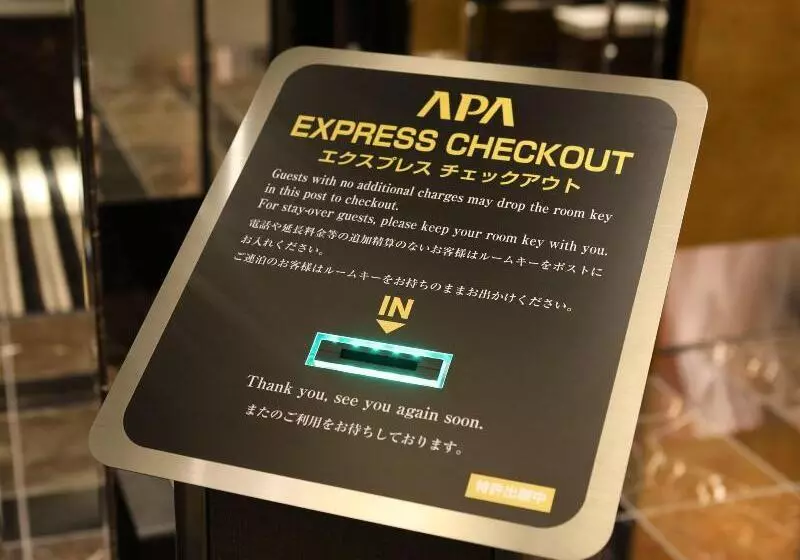 APA
EXPRESS CHECKOUT
エクスプレス チェックアウト
Guests with no additional charges may drop the room key
in this post to checkout.
For stay-over guests, please keep your room key with you.
電話や延長料金等の追加精算のないお客様はルームキーをポストに
お入れください。
ご連泊のお客様はルームキーをお持ちのままお出かけください。
IN
Thank you, see you again soon.
またのご利用をお待ちしております。
特許出願中